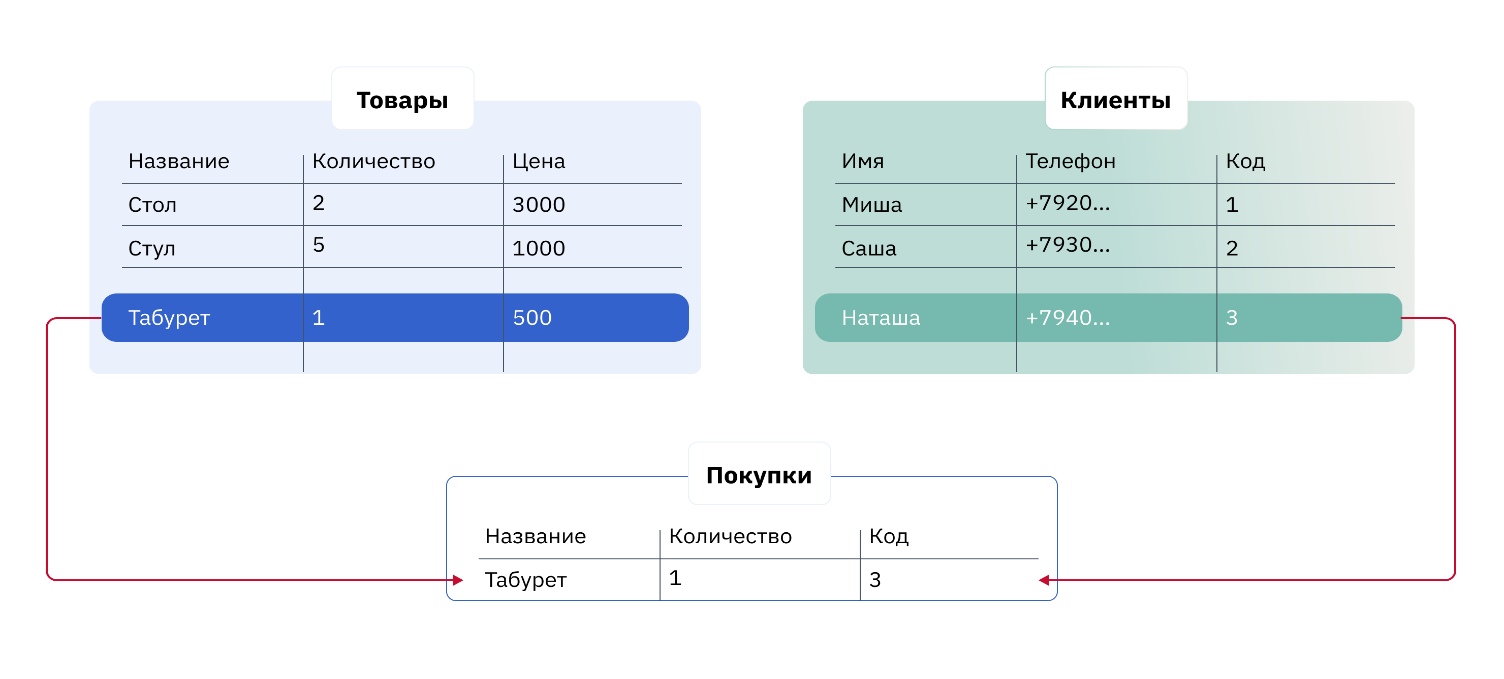 Товары
Название Количество Цена
Стол 2 3000
Стул 5 1000
Табурет 1 500
Клиенты
Имя Телефон Код
Миша +7920...  1
Саша +7930... 2
Наташа +7940... 3
Покупки
Название Количество Код
Табурет 1 3